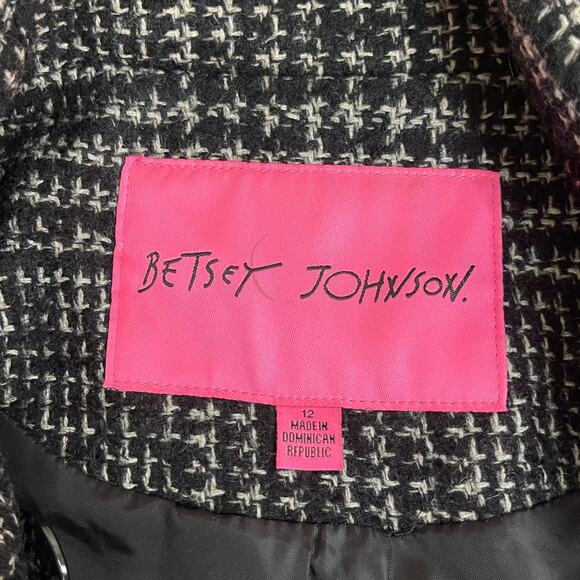 BETSEY JOHNSON.
12
MADE IN
DOMINICAN
REPUBLIC